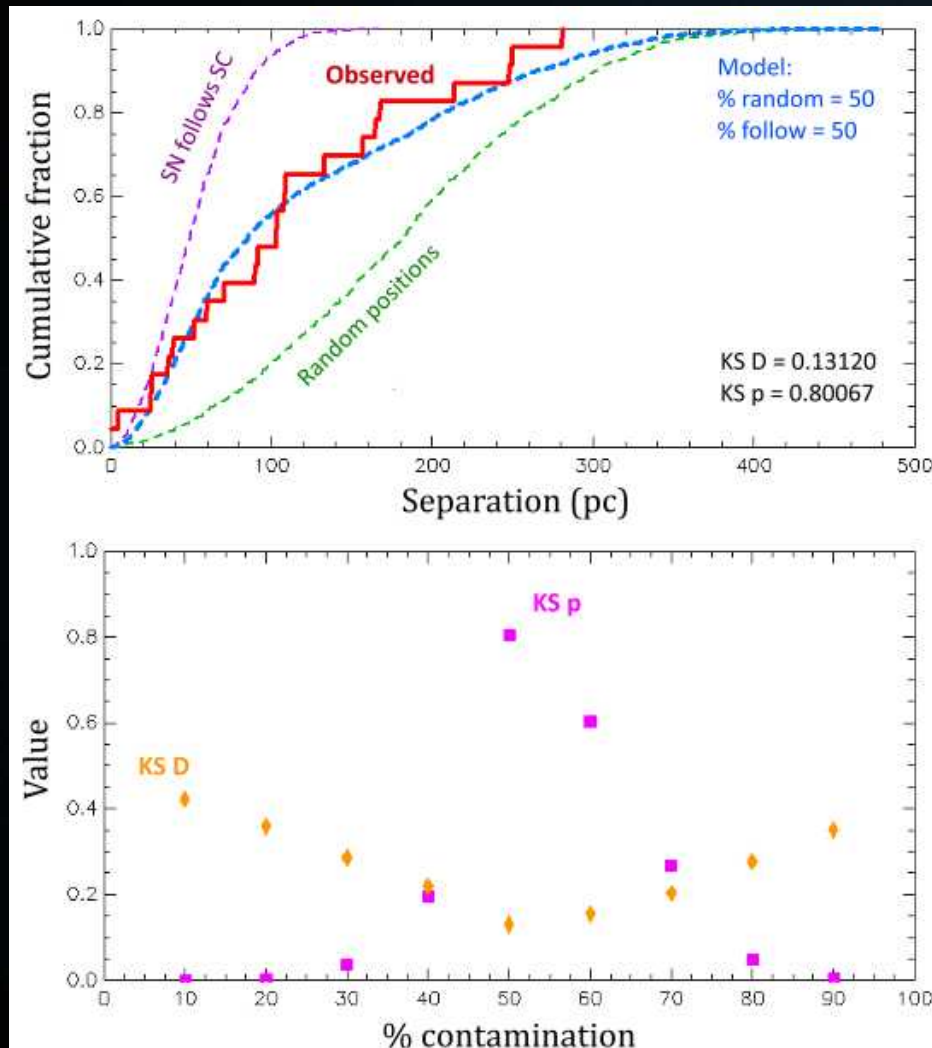 1.0
0.8
0.6
0.4
0.2
0.0
Cumulative fraction
SN follows SC
Observed
Random positions
Model:
% random = 50
% follow = 50
KS D = 0.13120
KS p = 0.80067
0 100 200 300 400 500
Separation (pc)
1.0
0.8
0.6
0.4
0.2
0.0
Value
KS p
KS D
0 10 20 30 40 50 60 70 80 90 100
% contamination